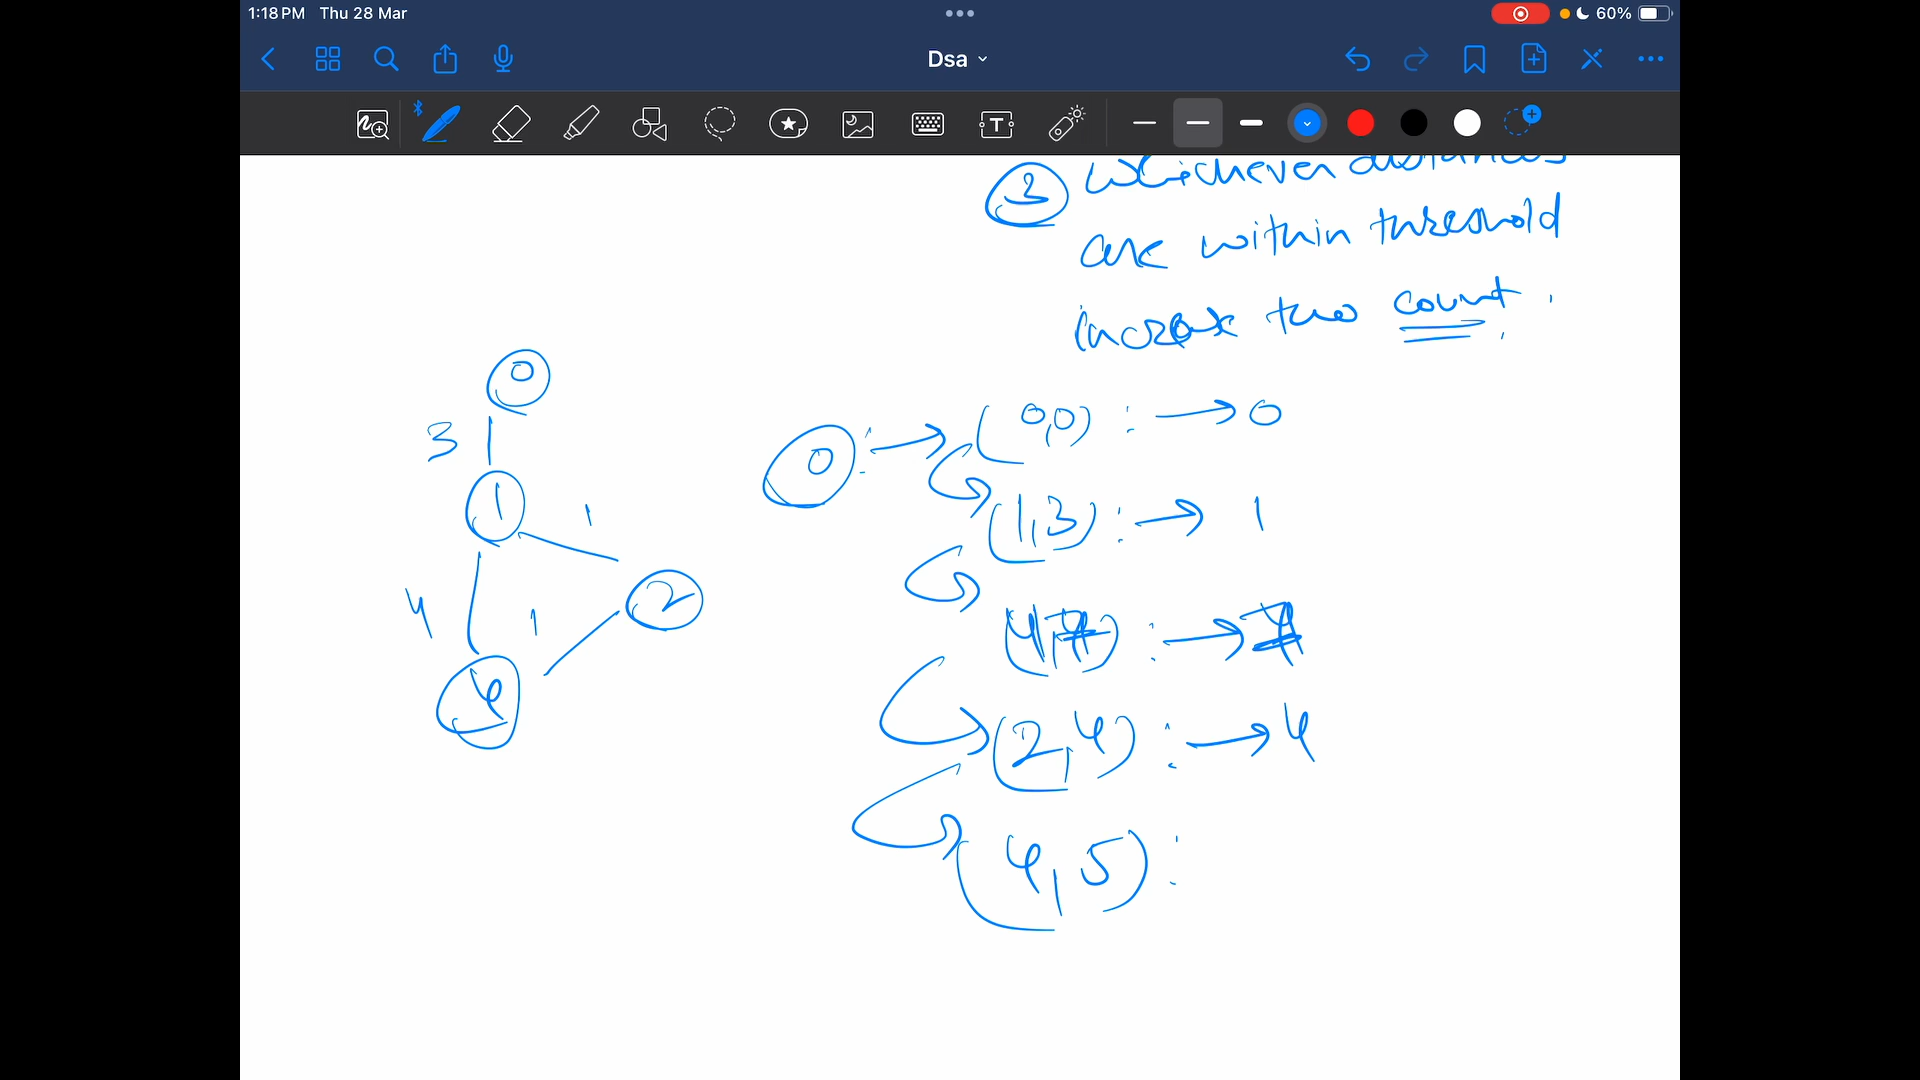 1:18 PM Thu 28 Mar
60%
Dsa
T
3 Whichever distances
are within threshold
increase the count.
0
3
1
1
4
1
2
4
0 : → (0,0) : → 0
(1,3) : → 1
(2,4) : → 4
(4,5) :